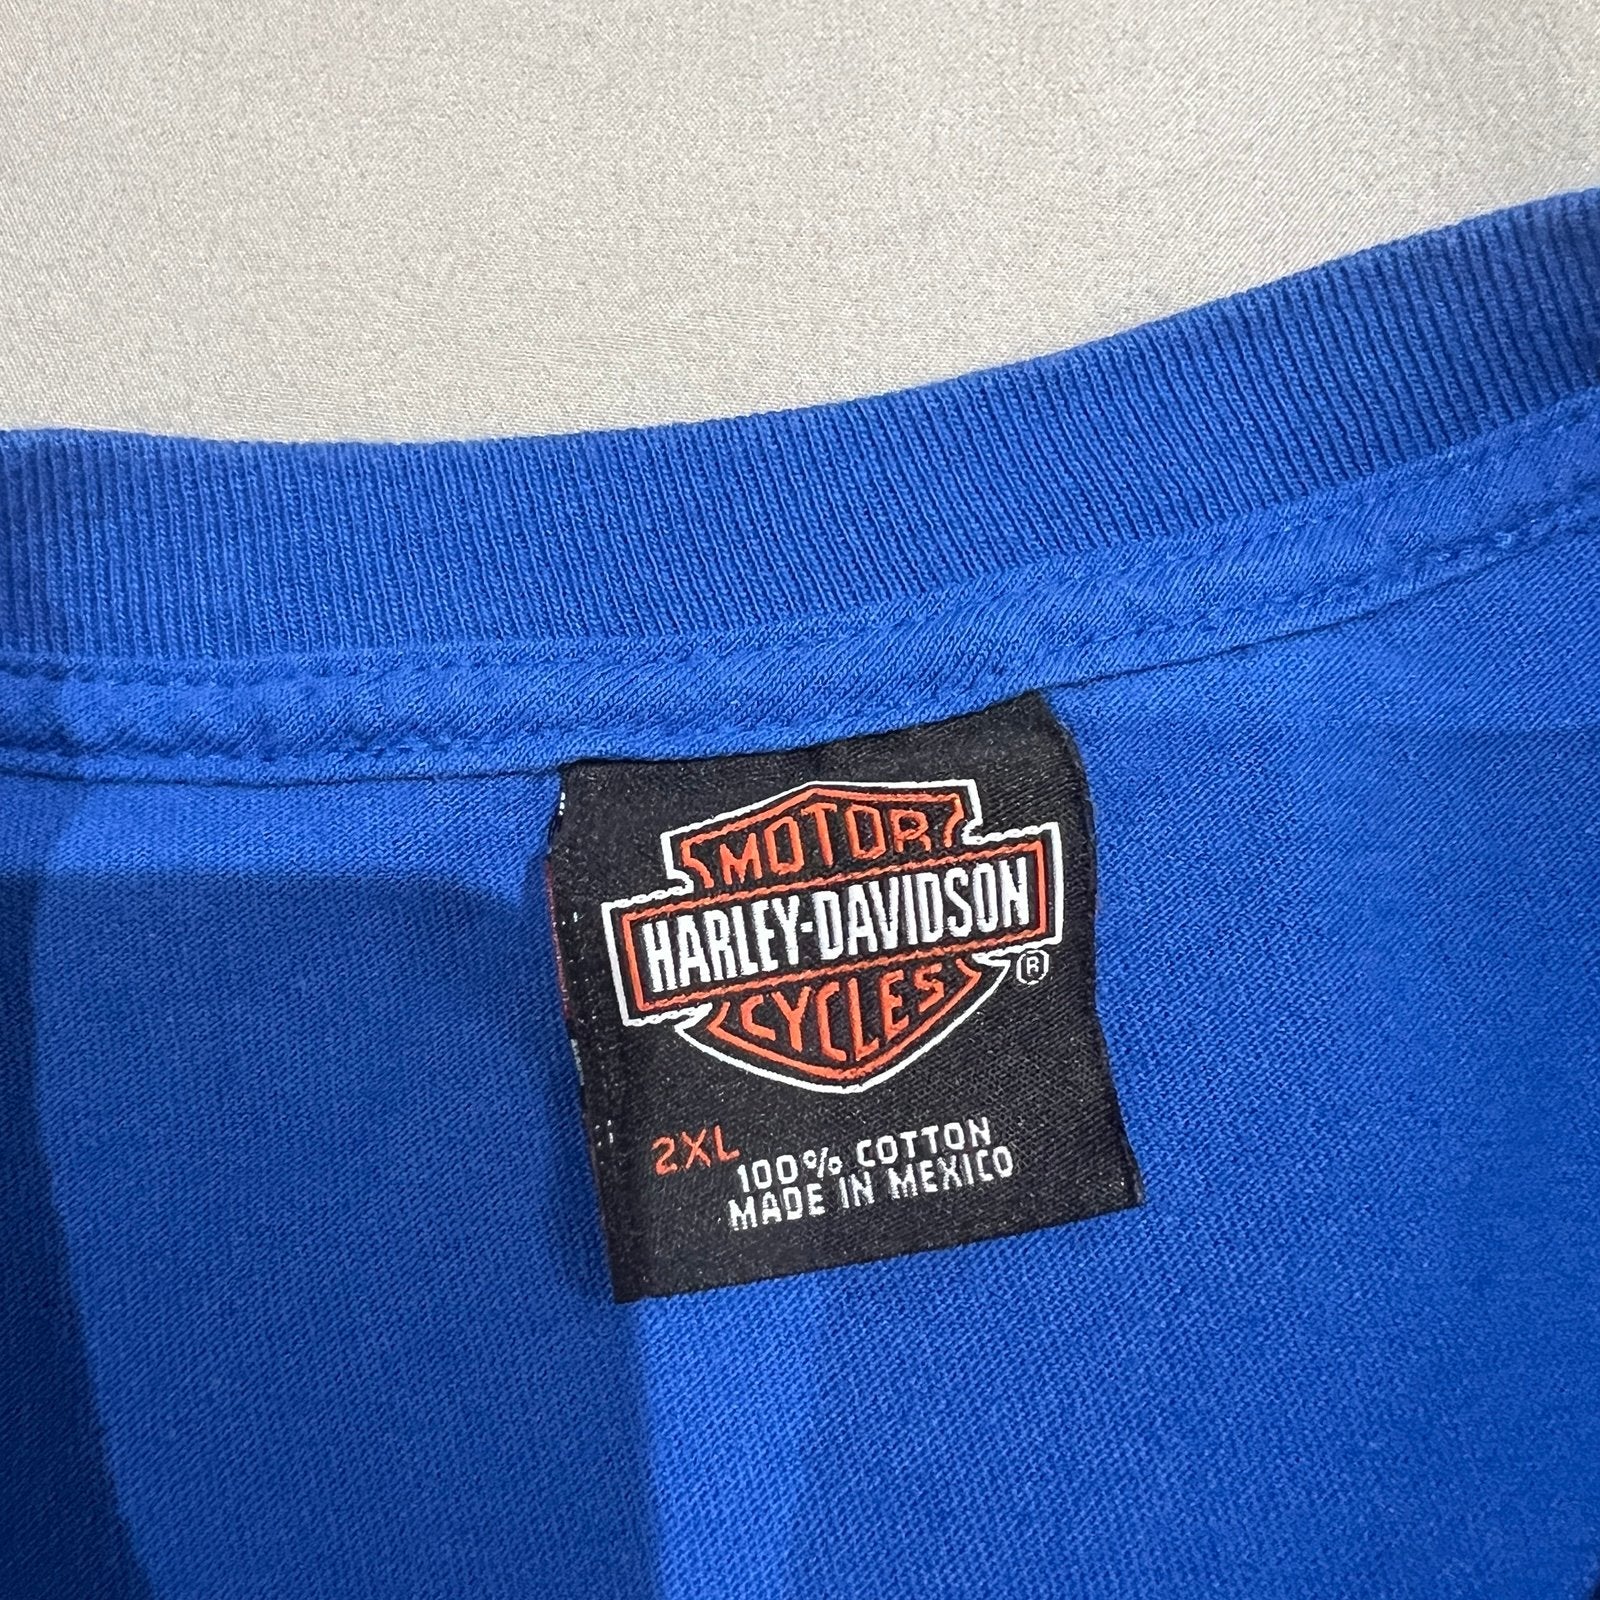 MOTOR
HARLEY-DAVIDSON
®
CYCLES
2XL
100% COTTON
MADE IN MEXICO